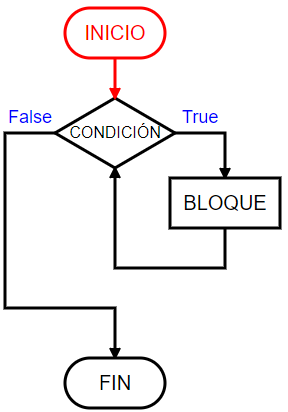 INICIO
False
True
CONDICIÓN
BLOQUE
FIN